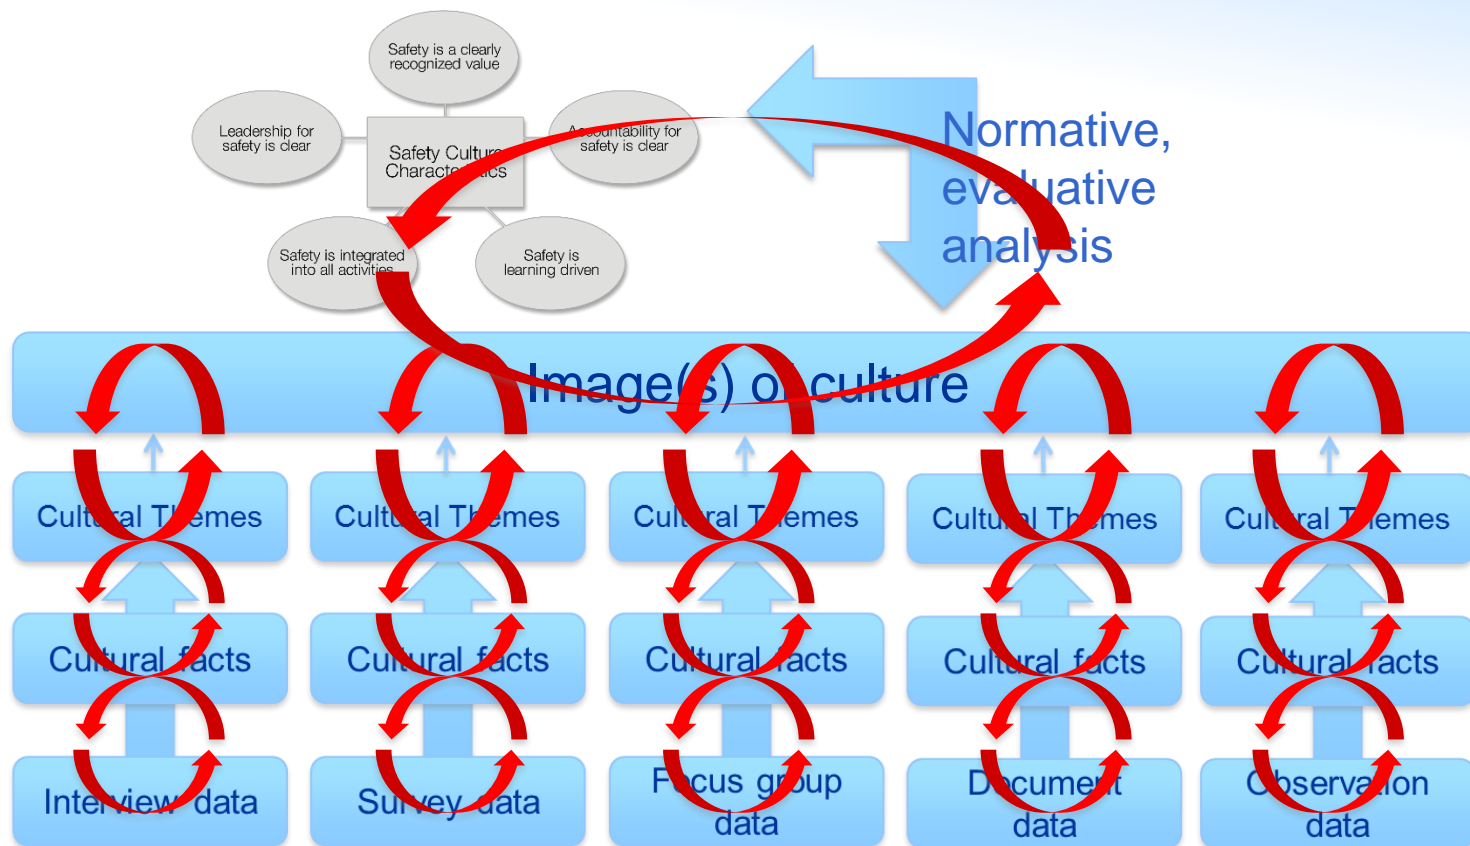 Safety is a clearly
recognized value
Leadership for
safety is clear
Accountability for
safety is clear
Safety Culture
Characteristics
Safety is integrated
into all activities
Safety is
learning driven
Normative,
evaluative
analysis
Image(s) of culture
Cultural Themes
Cultural Themes
Cultural Themes
Cultural Themes
Cultural Themes
Cultural facts
Cultural facts
Cultural facts
Cultural facts
Cultural facts
Interview data
Survey data
Focus group
data
Document
data
Observation
data